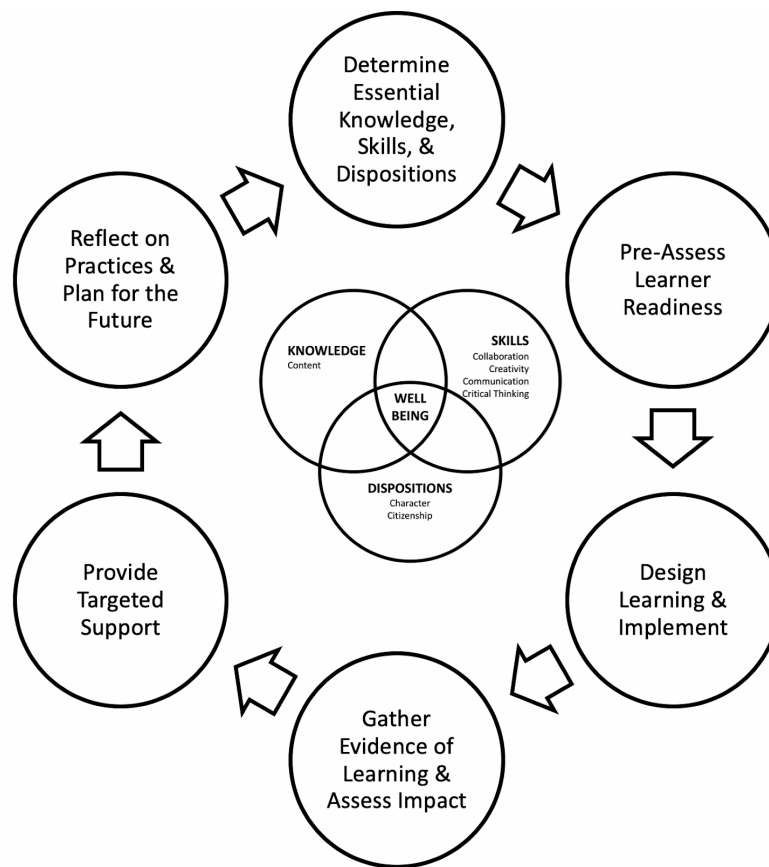 Determine
Essential
Knowledge,
Skills, &
Dispositions
Pre-Assess
Learner
Readiness
Design
Learning &
Implement
Gather
Evidence of
Learning &
Assess Impact
Provide
Targeted
Support
Reflect on
Practices &
Plan for the
Future
KNOWLEDGE
Content
SKILLS
Collaboration
Creativity
Communication
Critical Thinking
WELL
BEING
DISPOSITIONS
Character
Citizenship